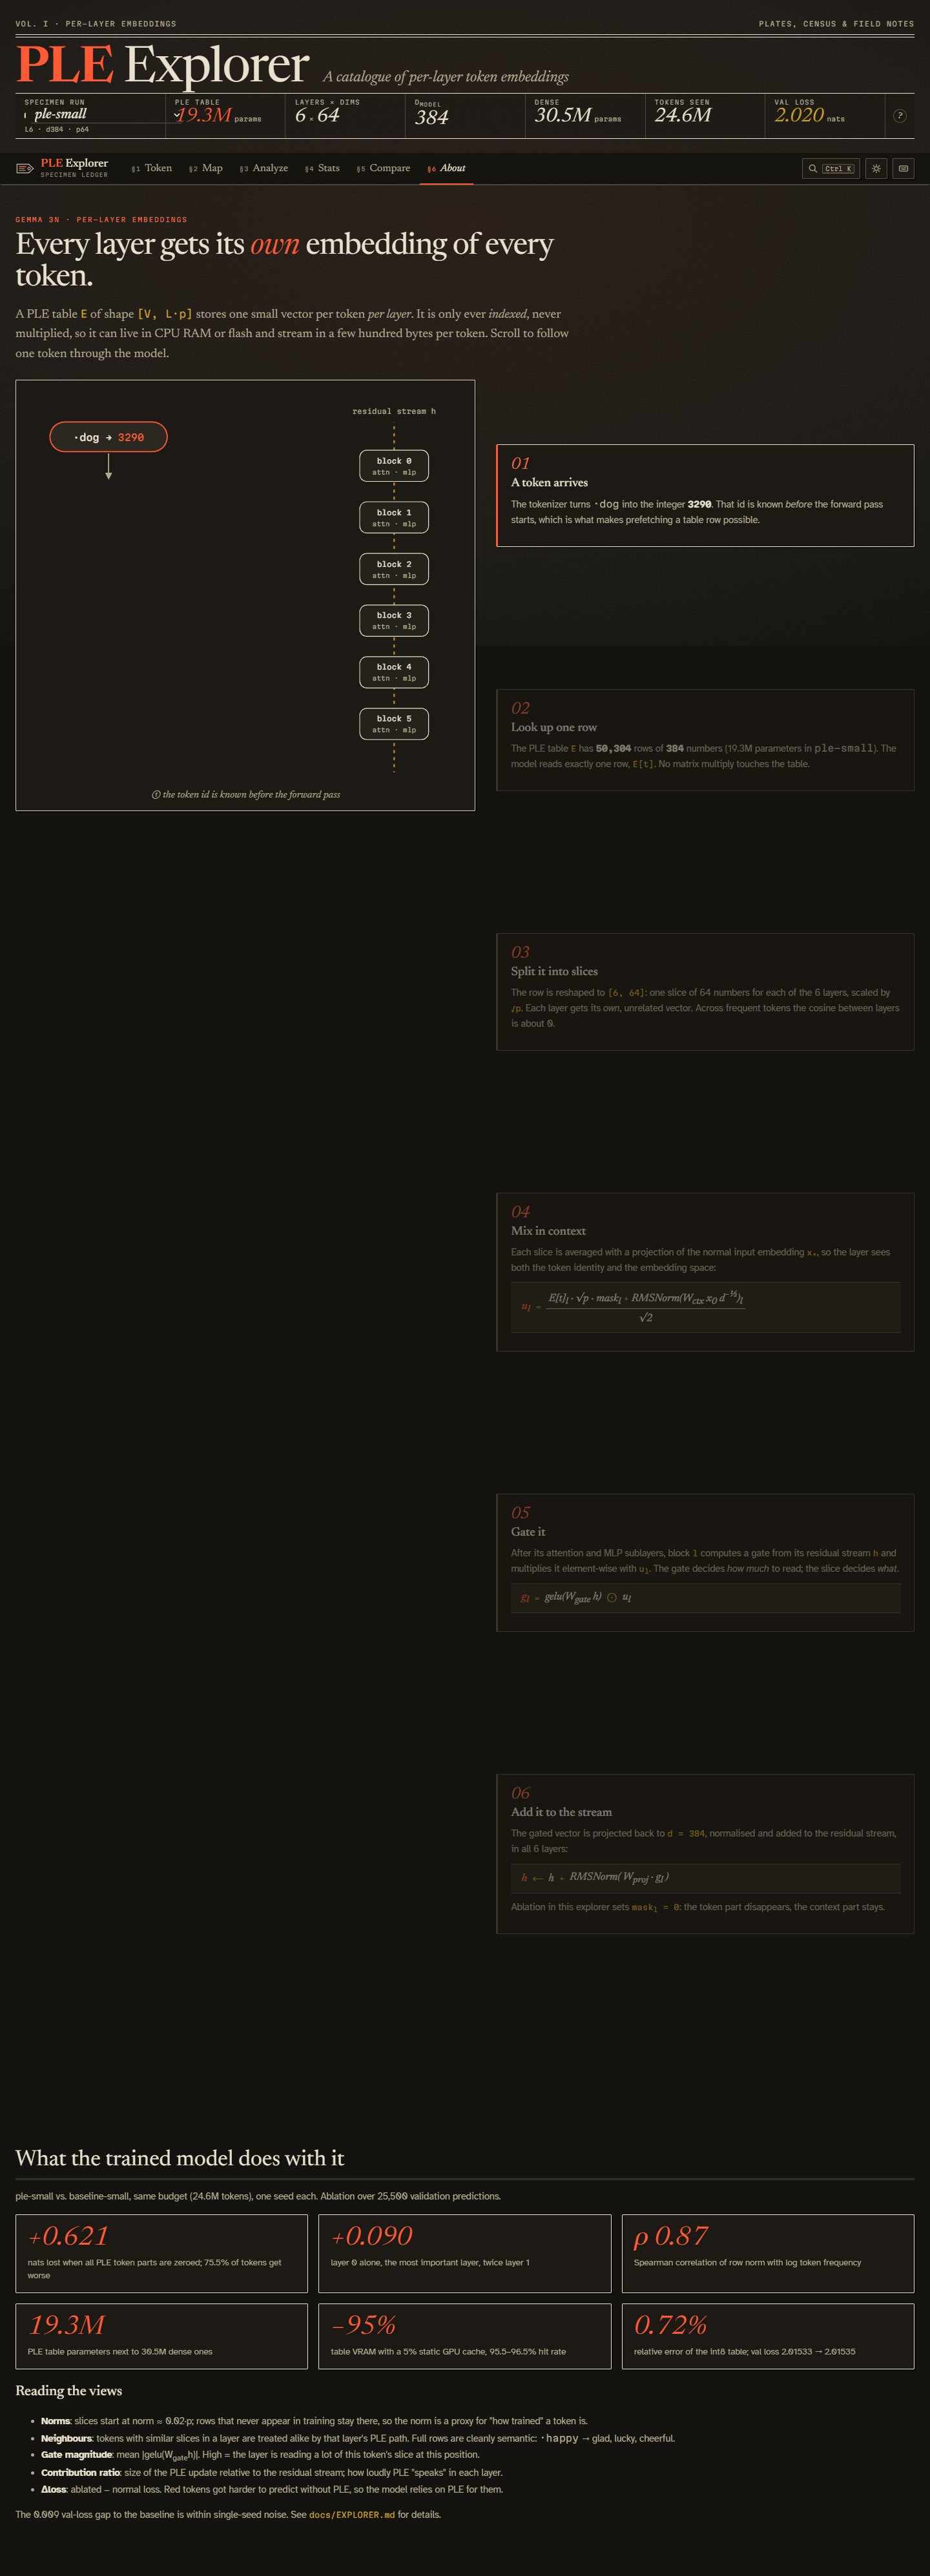 VOL. I · PER-LAYER EMBEDDINGS
PLATES, CENSUS & FIELD NOTES
PLE Explorer A catalogue of per-layer token embeddings
SPECIMEN RUN
ple-small
L6 · d384 · p64
PLE TABLE
19.3M params
LAYERS × DIMS
6 × 64
DMODEL
384
DENSE
30.5M params
TOKENS SEEN
24.6M
VAL LOSS
2.020 nats
?
PLE Explorer
SPECIMEN LEDGER
§1 Token §2 Map §3 Analyze §4 Stats §5 Compare §6 About
Ctrl K
GEMMA 3N · PER-LAYER EMBEDDINGS
Every layer gets its own embedding of every
token.
A PLE table E of shape [V, L·p] stores one small vector per token per layer. It is only ever indexed, never
multiplied, so it can live in CPU RAM or flash and stream in a few hundred bytes per token. Scroll to follow
one token through the model.
·dog → 3290
residual stream h
block 0
attn · mlp
block 1
attn · mlp
block 2
attn · mlp
block 3
attn · mlp
block 4
attn · mlp
block 5
attn · mlp
① the token id is known before the forward pass
01
A token arrives
The tokenizer turns ·dog into the integer 3290. That id is known before the forward pass
starts, which is what makes prefetching a table row possible.
02
Look up one row
The PLE table E has 50,304 rows of 384 numbers (19.3M parameters in ple-small). The
model reads exactly one row, E[t]. No matrix multiply touches the table.
03
Split it into slices
The row is reshaped to [6, 64]: one slice of 64 numbers for each of the 6 layers, scaled by
√p. Each layer gets its own, unrelated vector. Across frequent tokens the cosine between layers
is about 0.
04
Mix in context
Each slice is averaged with a projection of the normal input embedding x₀, so the layer sees
both the token identity and the embedding space:
uₗ = E[t]ₗ · √p · maskₗ + RMSNorm(Wctx x₀ d⁻½)ₗ
√2
05
Gate it
After its attention and MLP sublayers, block l computes a gate from its residual stream h and
multiplies it element-wise with uₗ. The gate decides how much to read; the slice decides what.
gₗ = gelu(Wgate h) ⊙ uₗ
06
Add it to the stream
The gated vector is projected back to d = 384, normalised and added to the residual stream,
in all 6 layers:
h ← h + RMSNorm( Wproj · gₗ )
Ablation in this explorer sets maskₗ = 0: the token part disappears, the context part stays.
What the trained model does with it
ple-small vs. baseline-small, same budget (24.6M tokens), one seed each. Ablation over 25,500 validation predictions.
+0.621
nats lost when all PLE token parts are zeroed; 75.5% of tokens get
worse
+0.090
layer 0 alone, the most important layer, twice layer 1
ρ 0.87
Spearman correlation of row norm with log token frequency
19.3M
PLE table parameters next to 30.5M dense ones
−95%
table VRAM with a 5% static GPU cache, 95.5–96.5% hit rate
0.72%
relative error of the int8 table; val loss 2.01533 → 2.01535
Reading the views
• Norms: slices start at norm ≈ 0.02·p; rows that never appear in training stay there, so the norm is a proxy for "how trained" a token is.
• Neighbours: tokens with similar slices in a layer are treated alike by that layer's PLE path. Full rows are cleanly semantic: ·happy → glad, lucky, cheerful.
• Gate magnitude: mean |gelu(Wgateh)|. High = the layer is reading a lot of this token's slice at this position.
• Contribution ratio: size of the PLE update relative to the residual stream; how loudly PLE "speaks" in each layer.
• Δloss: ablated − normal loss. Red tokens got harder to predict without PLE, so the model relies on PLE for them.
The 0.009 val-loss gap to the baseline is within single-seed noise. See docs/EXPLORER.md for details.